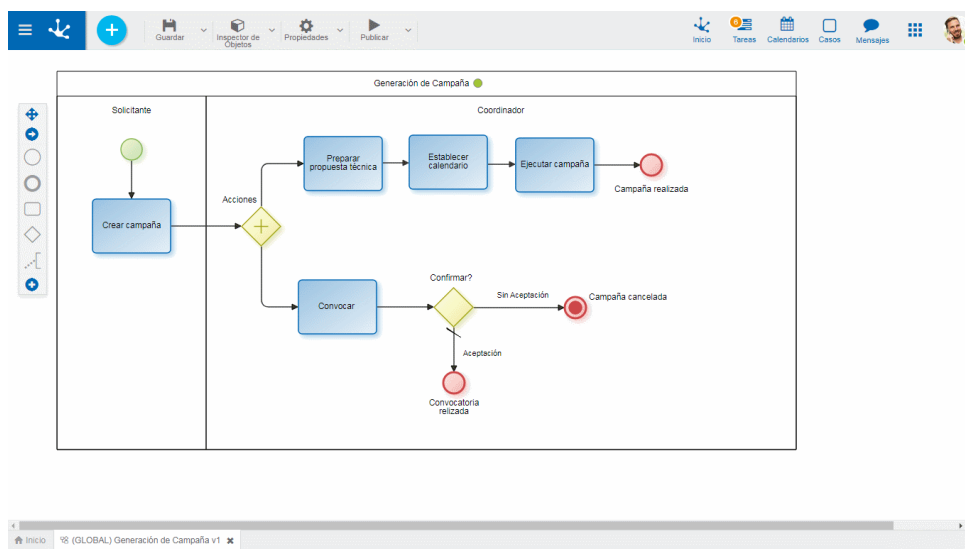 Guardar
Inspector de
Objetos
Propiedades
Publicar
Inicio
6
Tareas
Calendarios
Casos
Mensajes
Generación de Campaña
Solicitante
Coordinador
Preparar
propuesta técnica
Establecer
calendario
Ejecutar campaña
Campaña realizada
Acciones
Crear campaña
Confirmar?
Convocar
Sin Aceptación
Campaña cancelada
Aceptación
Convocatoria
relizada
Inicio
(GLOBAL) Generación de Campaña v1